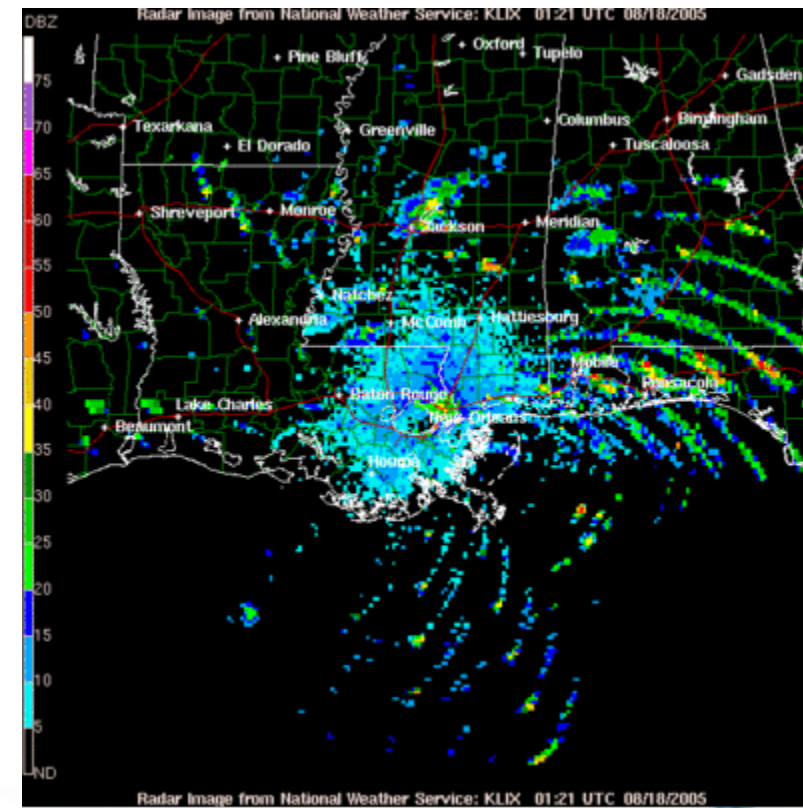 Radar Image from National Weather Service: KLIX 01:21 UTC 08/18/2005
DBZ
Oxford
Pine Bluff
Tupelo
Gadsden
75
Texarkana
Greenville
Columbus
Birmingham
70
El Dorado
Tuscaloosa
65
Shreveport
Monroe
60
Jackson
Meridian
55
Natchez
50
Alexandria
McComb
Hattiesburg
45
Mobile
Pensacola
Baton Rouge
40
Lake Charles
New Orleans
Beaumont
35
Houma
30
25
20
15
10
5
ND
Radar Image from National Weather Service: KLIX 01:21 UTC 08/18/2005